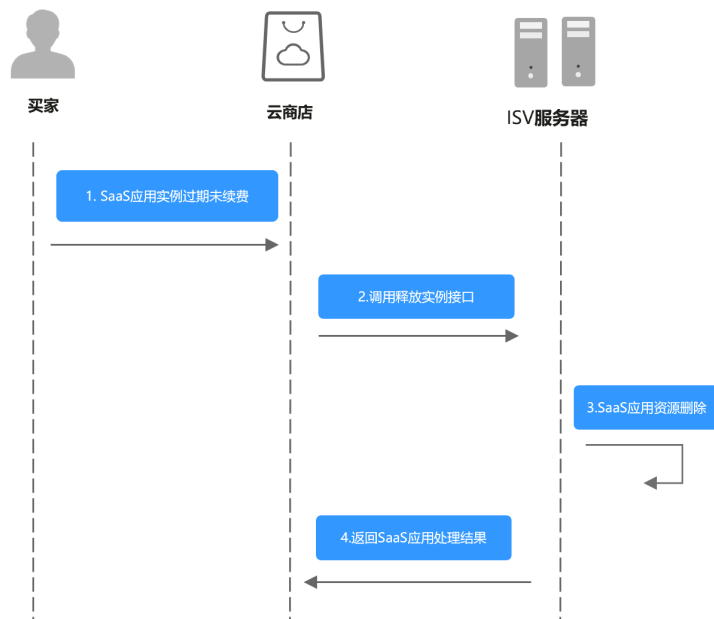 买家
云商店
ISV服务器
1. SaaS应用实例过期未续费
2.调用释放实例接口
3.SaaS应用资源删除
4.返回SaaS应用处理结果